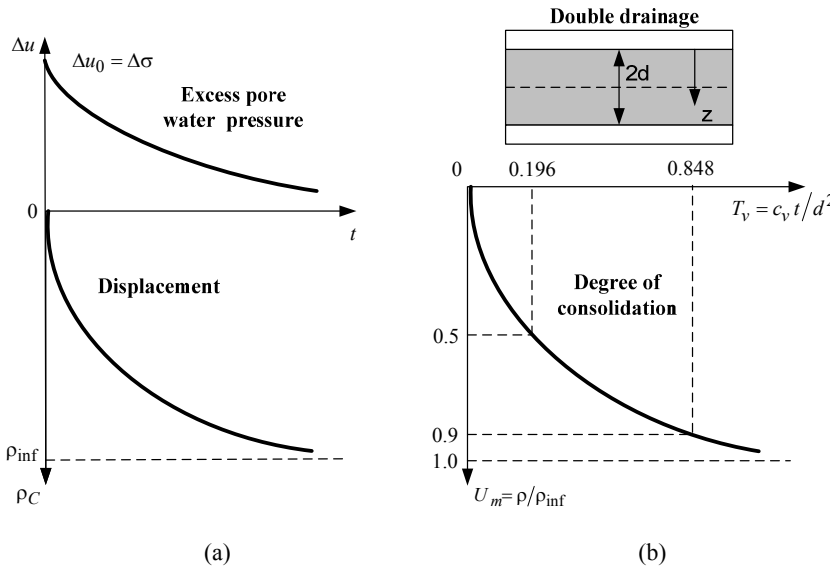 Δu
Δu₀ = Δσ
Excess pore
water pressure
0
t
Displacement
ρinf
ρC
(a)
Double drainage
2d
z
0
0.196
0.848
Tᵥ = cᵥ t/d²
Degree of
consolidation
0.5
0.9
1.0
Uₘ = ρ/ρinf
(b)